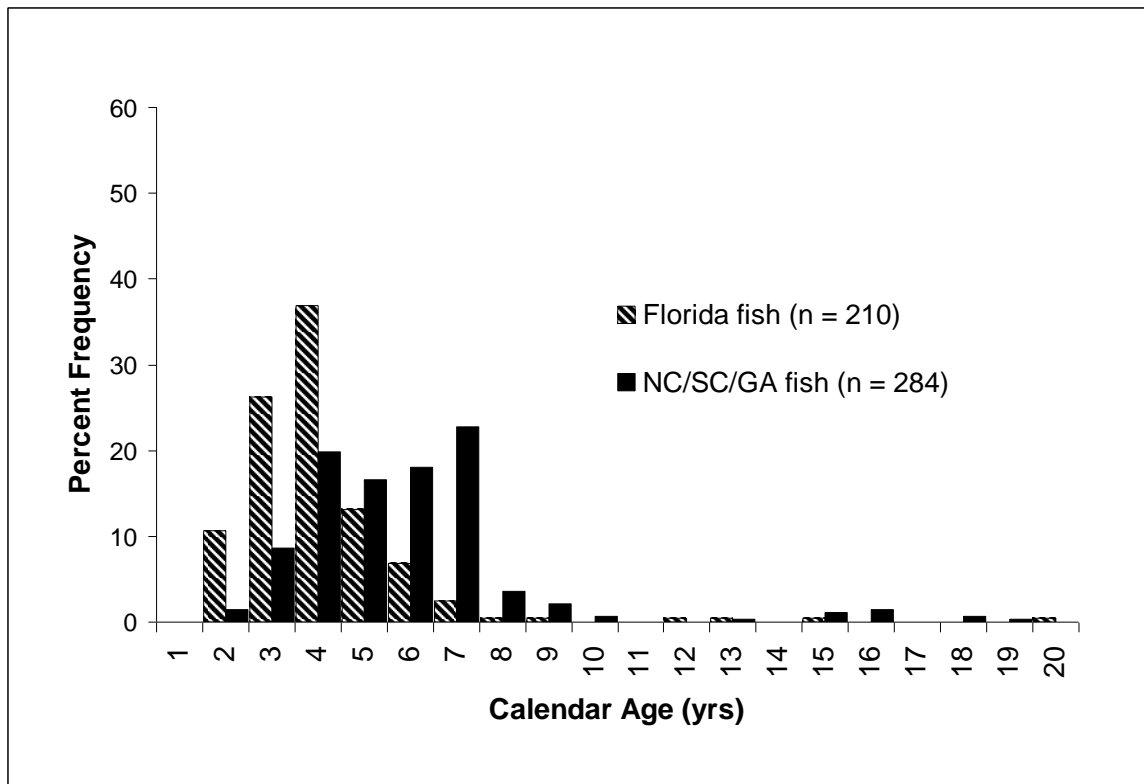 60
50
40
30
20
10
0
Percent Frequency
Florida fish (n = 210)
NC/SC/GA fish (n = 284)
1 2 3 4 5 6 7 8 9 10 11 12 13 15 16 17 18 19 20
Calendar Age (yrs)